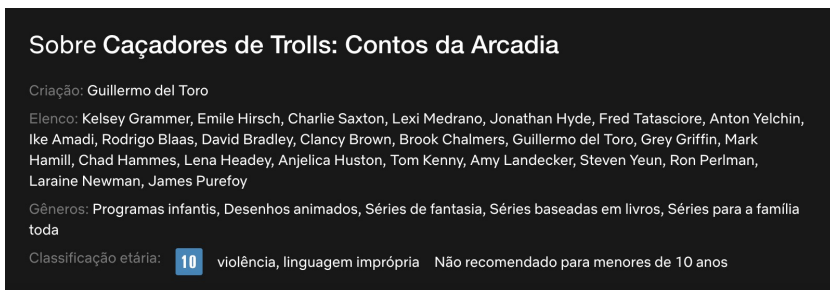 Sobre Caçadores de Trolls: Contos da Arcadia
Criação: Guillermo del Toro
Elenco: Kelsey Grammer, Emile Hirsch, Charlie Saxton, Lexi Medrano, Jonathan Hyde, Fred Tatasciore, Anton Yelchin,
Ike Amadi, Rodrigo Blaas, David Bradley, Clancy Brown, Brook Chalmers, Guillermo del Toro, Grey Griffin, Mark
Hamill, Chad Hammes, Lena Headey, Anjelica Huston, Tom Kenny, Amy Landecker, Steven Yeun, Ron Perlman,
Laraine Newman, James Purefoy
Gêneros: Programas infantis, Desenhos animados, Séries de fantasia, Séries baseadas em livros, Séries para a família
toda
Classificação etária: 10 violência, linguagem imprópria Não recomendado para menores de 10 anos